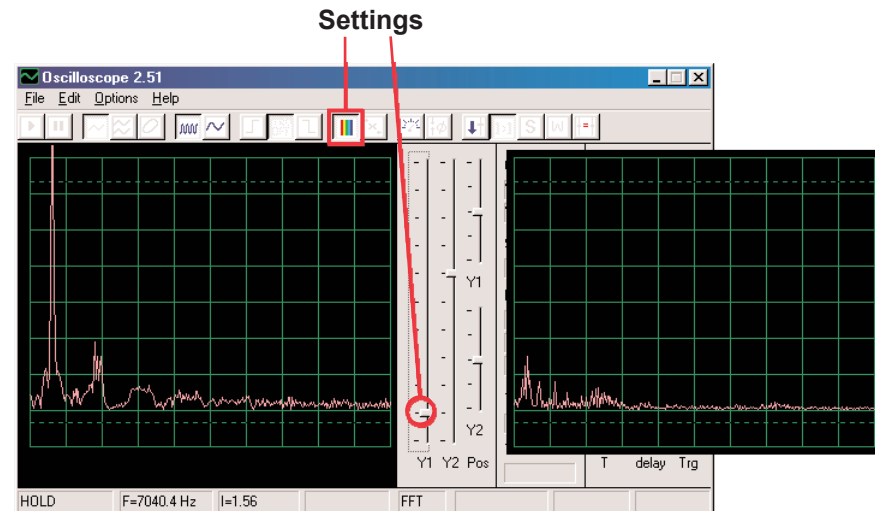 Settings
Oscilloscope 2.51
File Edit Options Help
S W
Y1
Y2
Y1 Y2 Pos
T delay Trg
HOLD F=7040.4 Hz I=1.56 FFT